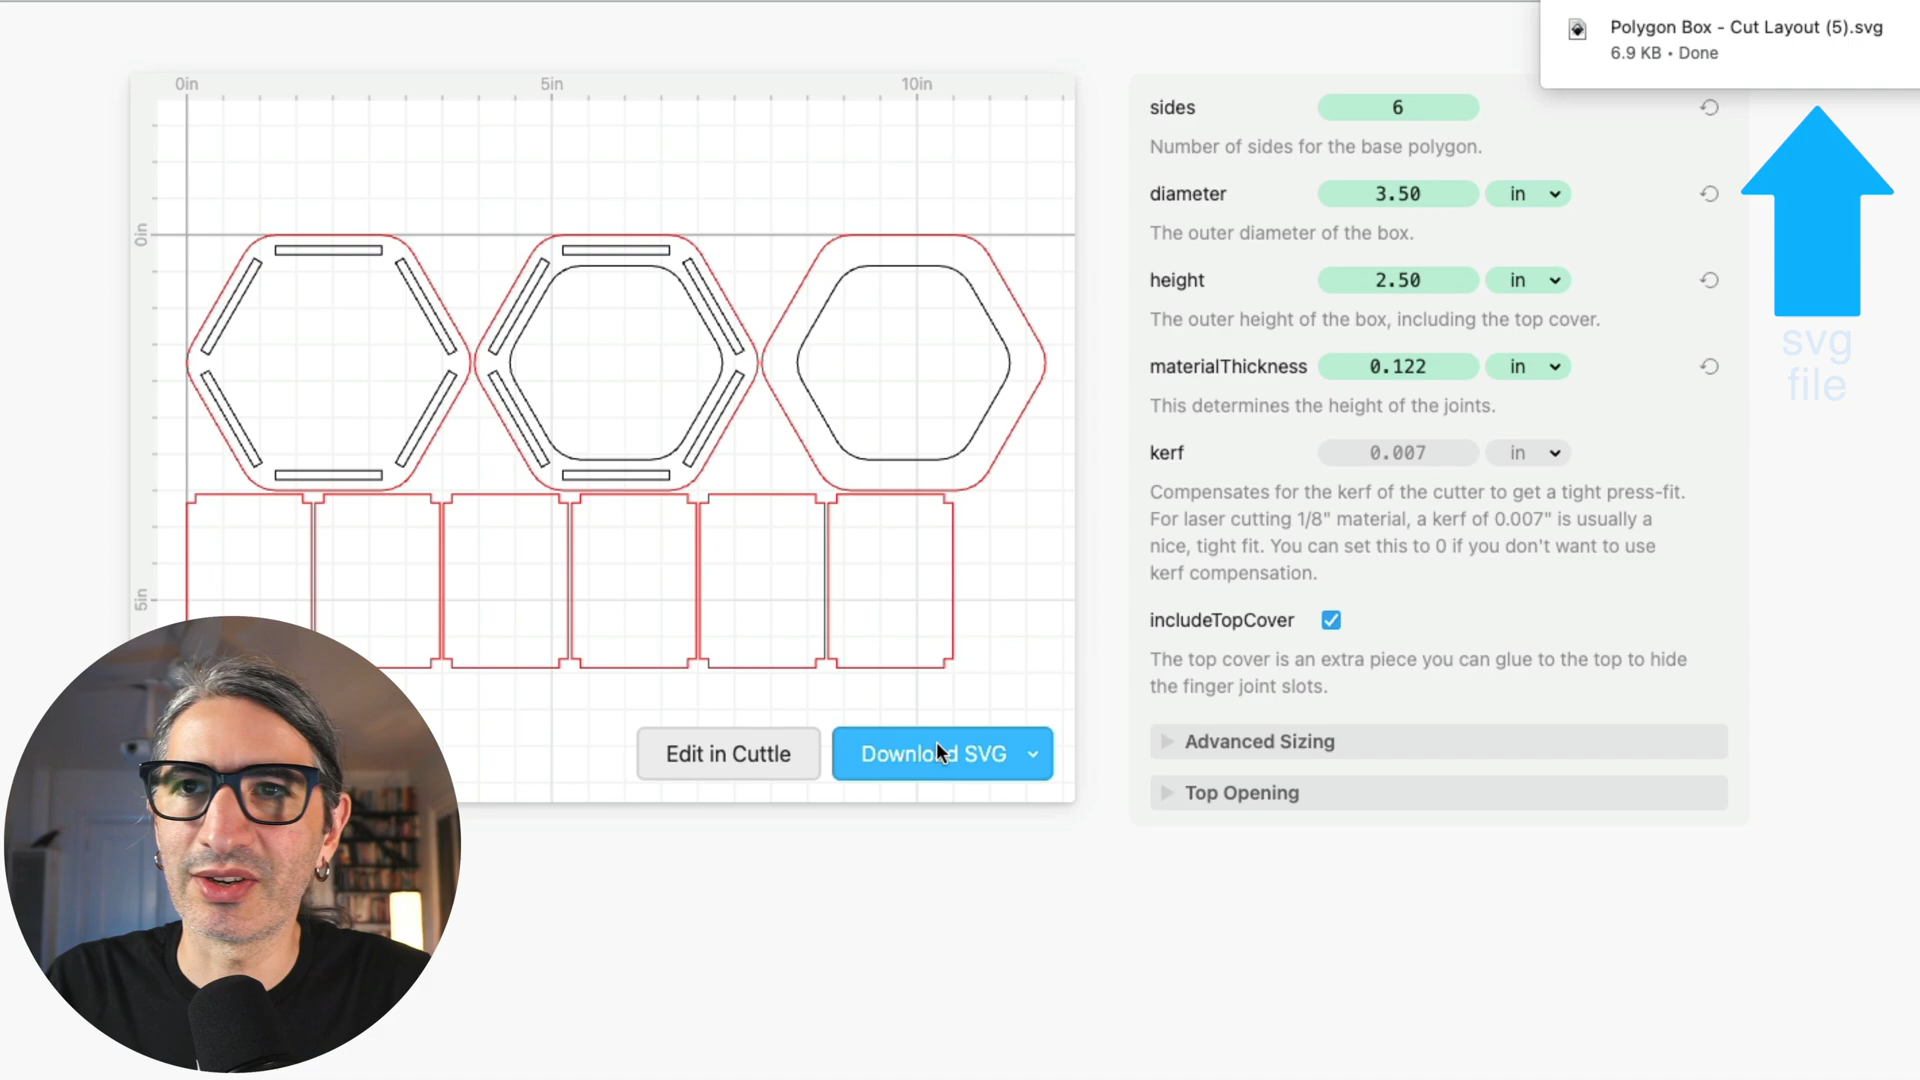 Polygon Box - Cut Layout (5).svg
6.9 KB • Done
0in
5in
10in
0in
5in
sides
6
Number of sides for the base polygon.
diameter
3.50
in
The outer diameter of the box.
height
2.50
in
The outer height of the box, including the top cover.
materialThickness
0.122
in
This determines the height of the joints.
kerf
0.007
in
Compensates for the kerf of the cutter to get a tight press-fit.
For laser cutting 1/8" material, a kerf of 0.007" is usually a
nice, tight fit. You can set this to 0 if you don't want to use
kerf compensation.
includeTopCover
The top cover is an extra piece you can glue to the top to hide
the finger joint slots.
Advanced Sizing
Top Opening
Edit in Cuttle
Download SVG
svg
file